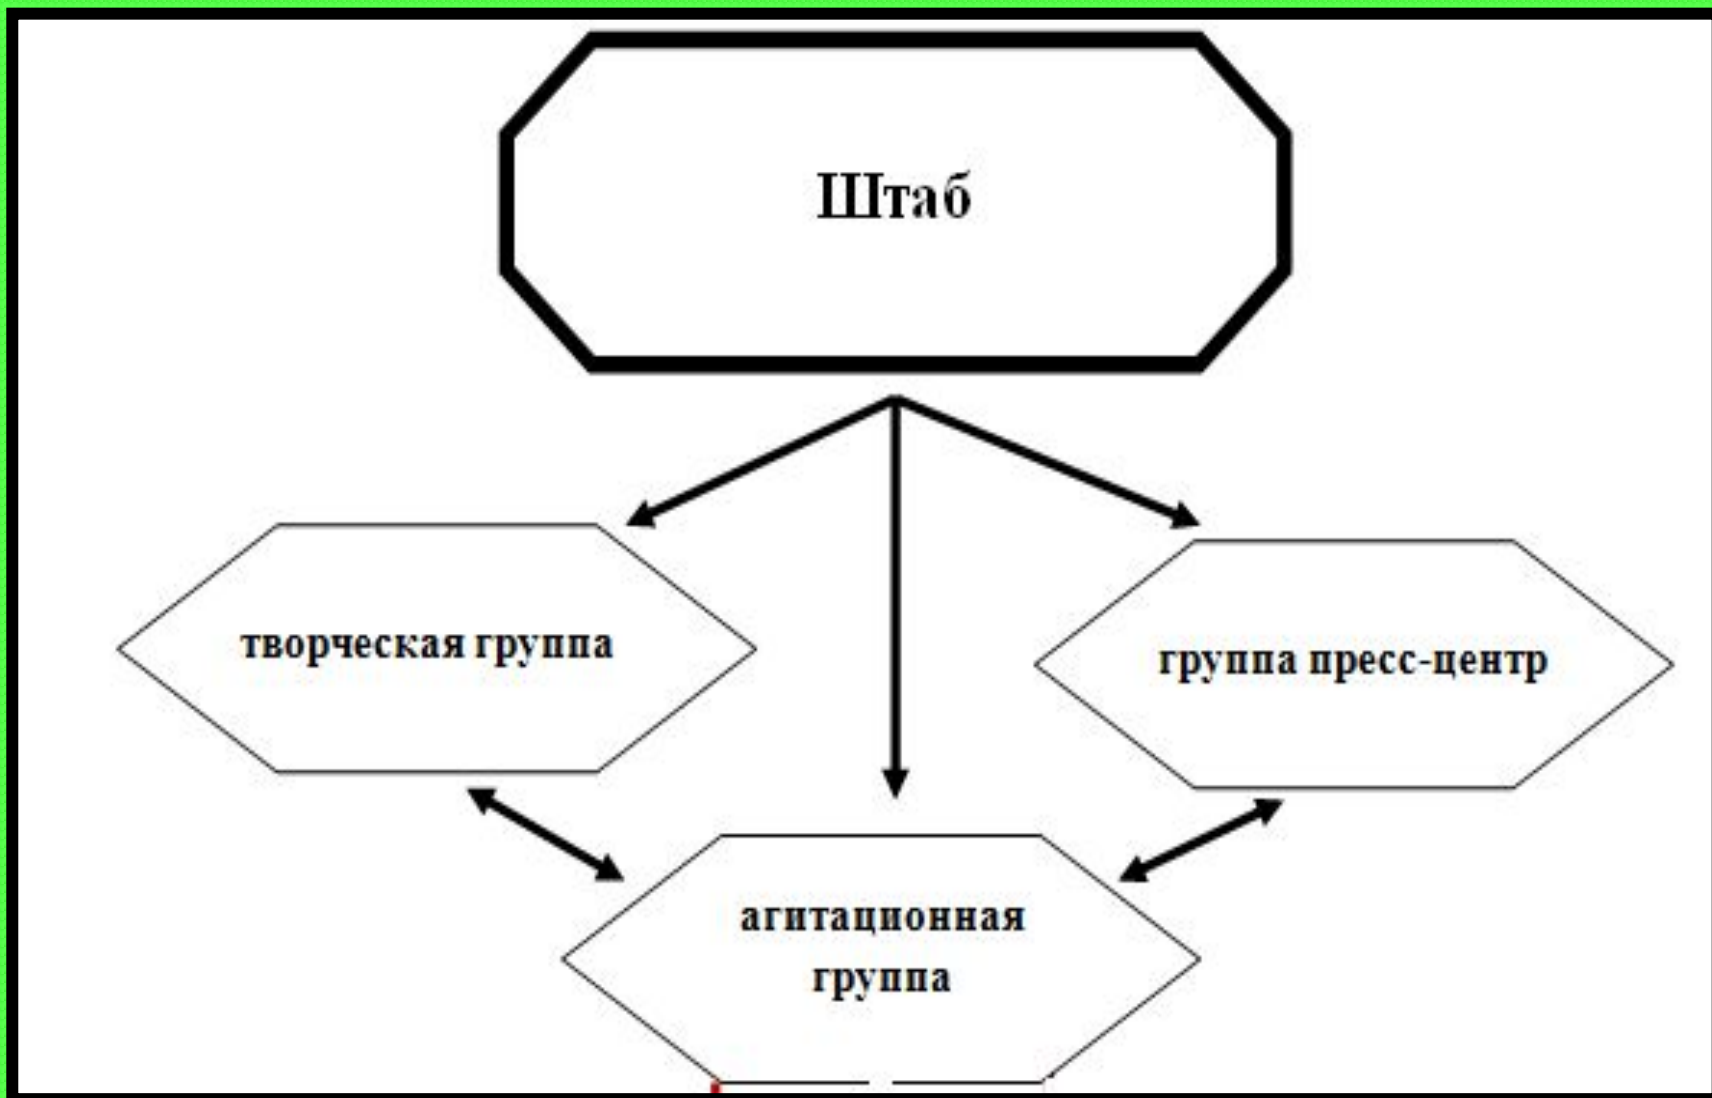 Штаб
творческая группа
группа пресс-центр
агитационная
группа